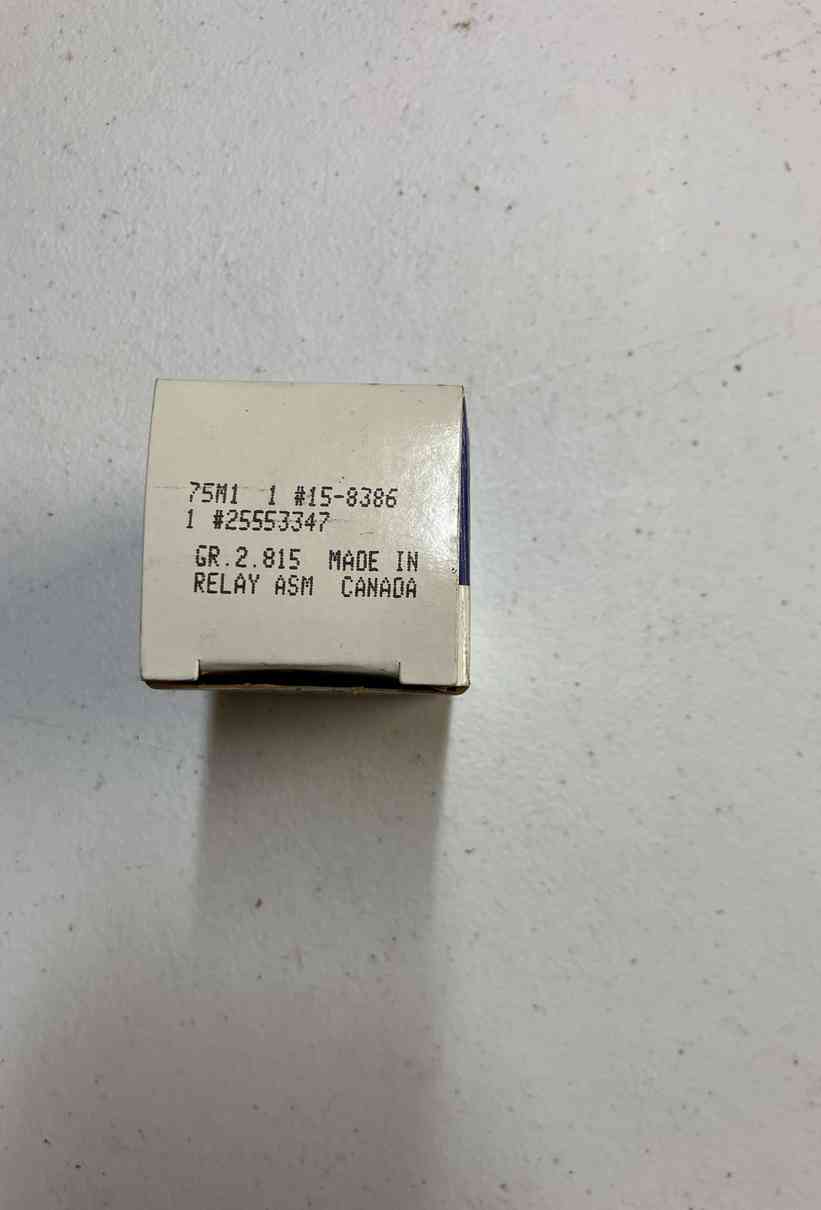 75M1 1 #15-8386
1 #25553347
GR.2.815 MADE IN
RELAY ASM CANADA